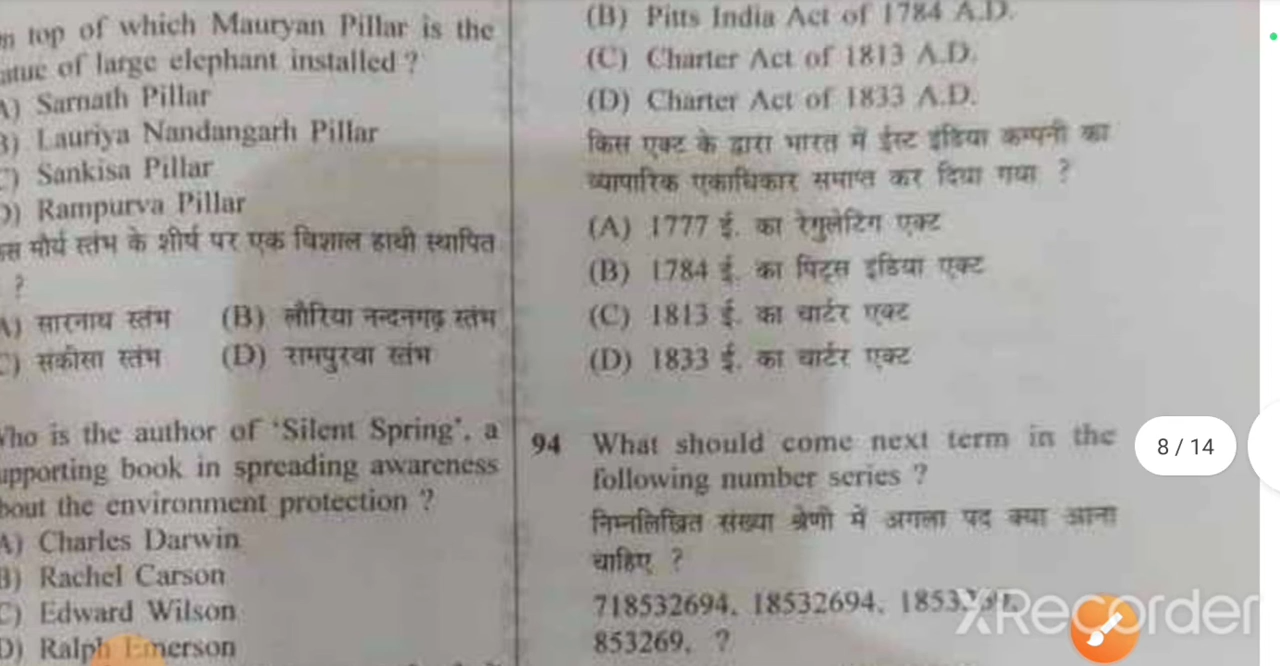 top of which Mauryan Pillar is the
of large elephant installed ?
Sarnath Pillar
Lauriya Nandangarh Pillar
Sankisa Pillar
Rampurva Pillar
मौर्य स्तंभ के शीर्ष पर एक विशाल हाथी स्थापित
?
सारनाथ स्तंभ (B) लौरिया नन्दनगढ़ स्तंभ
संकीसा स्तंभ (D) रामपुरवा स्तंभ
is the author of 'Silent Spring', a
book in spreading awareness
the environment protection ?
Charles Darwin
Rachel Carson
Edward Wilson
Ralph Emerson
(B) Pitts India Act of 1784 A.D.
(C) Charter Act of 1813 A.D.
(D) Charter Act of 1833 A.D.
किस एक्ट के द्वारा भारत में ईस्ट इंडिया कम्पनी का
व्यापारिक एकाधिकार समाप्त कर दिया गया ?
(A) 1777 ई. का रेगुलेटिंग एक्ट
(B) 1784 ई. का पिट्स इंडिया एक्ट
(C) 1813 ई. का चार्टर एक्ट
(D) 1833 ई. का चार्टर एक्ट
94 What should come next term in the
following number series ?
निम्नलिखित संख्या श्रेणी में अगला पद क्या आना
चाहिए ?
718532694, 18532694,
853269, ?
8 / 14
XRecorder